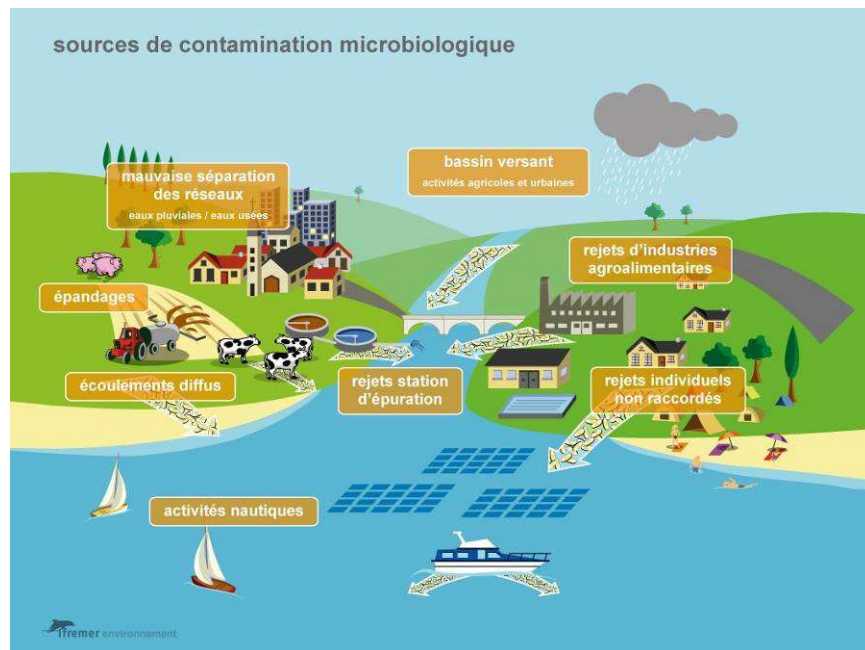 sources de contamination microbiologique
mauvaise séparation
des réseaux
eaux pluviales / eaux usées
bassin versant
activités agricoles et urbaines
rejets d'industries
agroalimentaires
épandages
écoulements diffus
rejets station
d'épuration
rejets individuels
non raccordés
activités nautiques
ifremer environnement